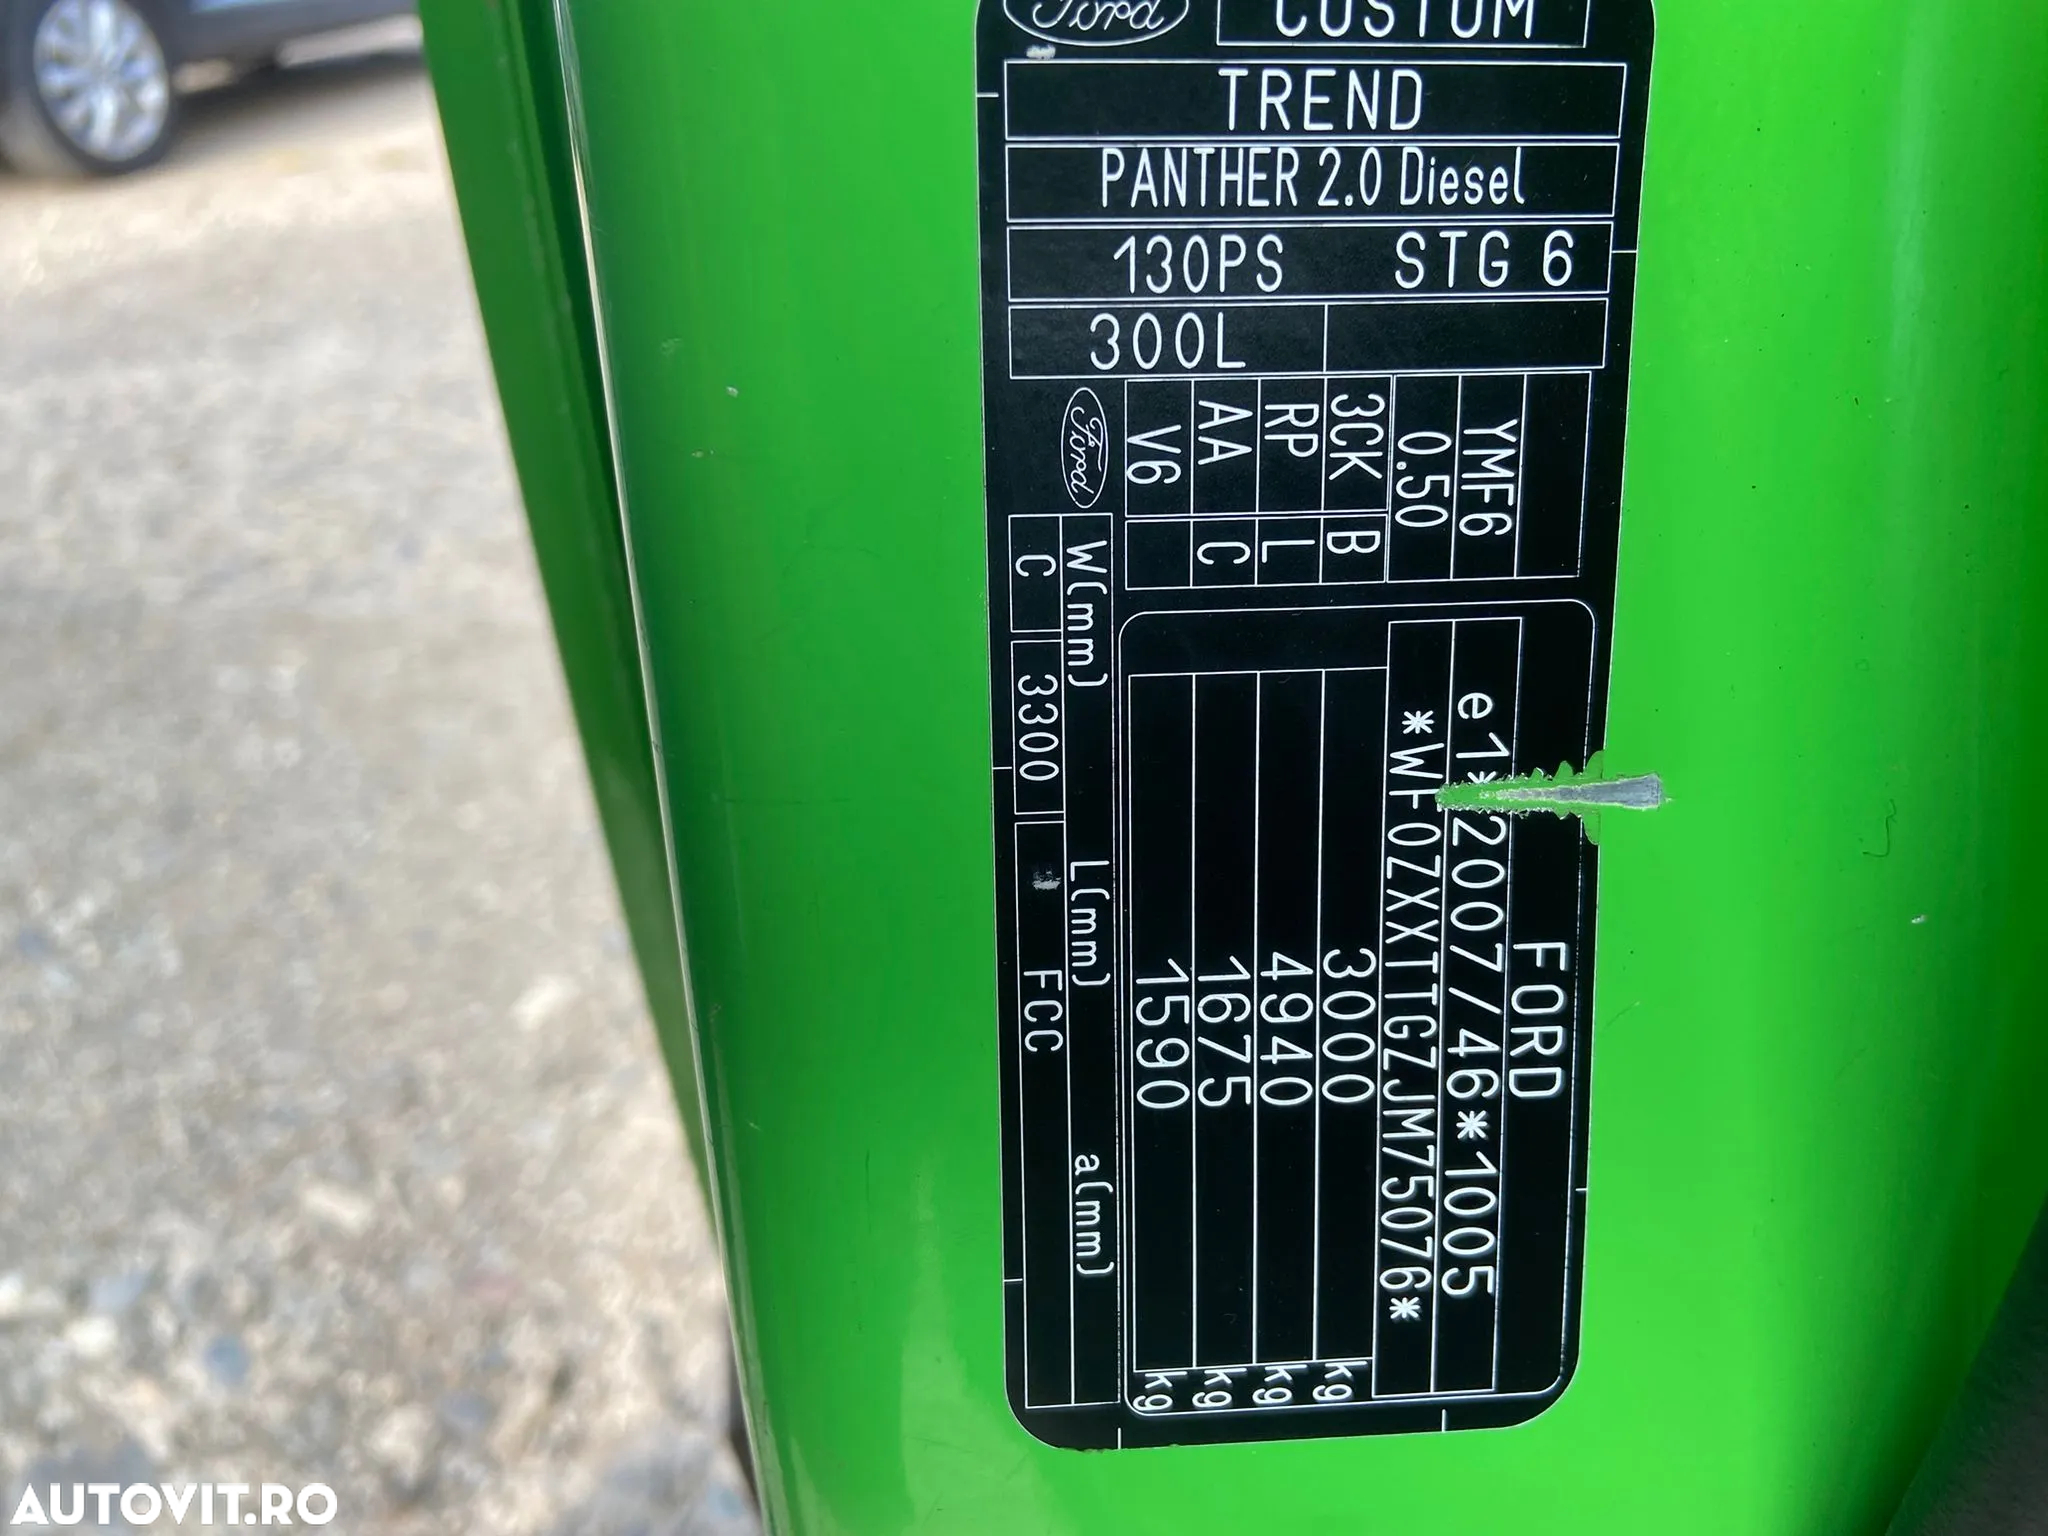 Ford
CUSTOM
TREND
PANTHER 2.0 Diesel
130PS STG 6
300L
FORD
e1*2007/46*1005
*WF0ZXXTTGZJM75076*
3000 kg
4940 kg
1675 kg
1590 kg
YMF6
0.50
3CK B
RP L
AA C
V6
Ford
W(mm) L(mm) a(mm)
C 3300 FCC
AUTOVIT.RO